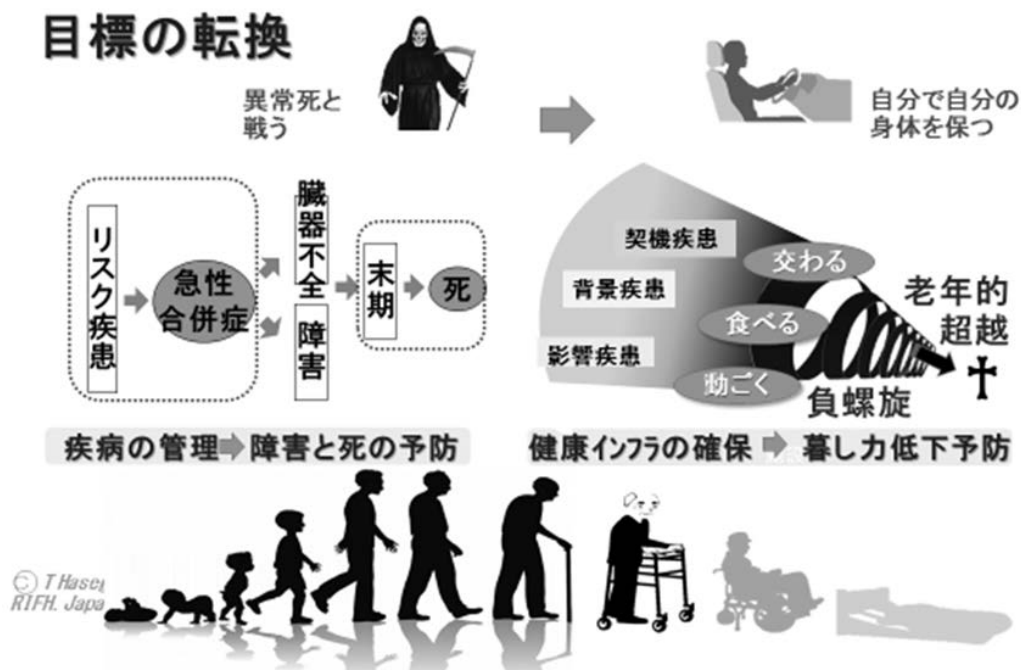 目標の転換
異常死と
戦う
自分で自分の
身体を保つ
リスク疾患
急性
合併症
臓器不全
障害
末期
死
契機疾患
背景疾患
影響疾患
交わる
食べる
動ごく
負螺旋
老年的
超越
疾病の管理
障害と死の予防
健康インフラの確保
暮し力低下予防
© T Haseg
RIFH. Japa